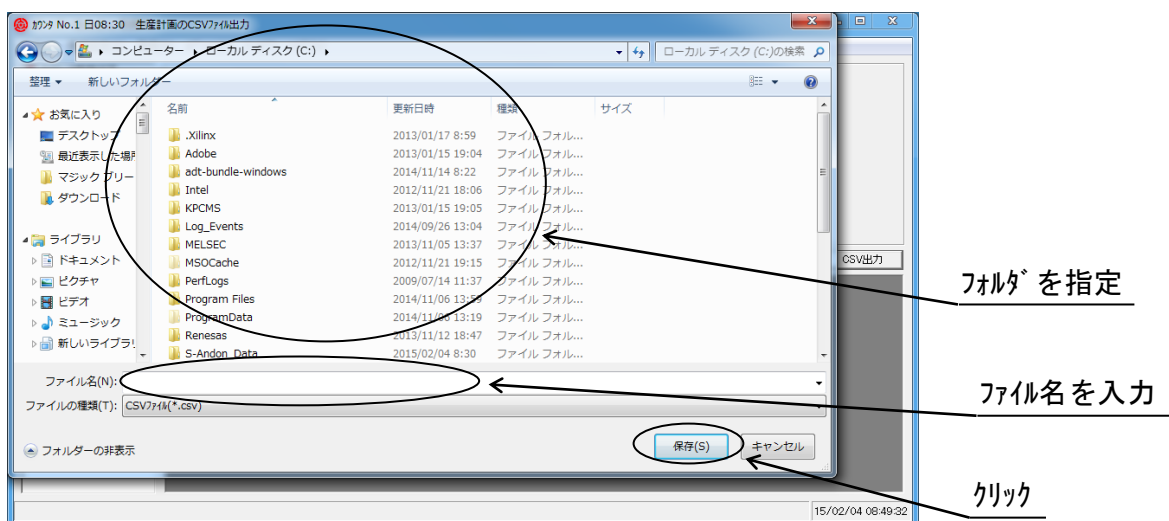 ｶｳﾝﾀ No.1 日08:30 生産計画のCSVﾌｧｲﾙ出力
コンピューター ▸ ローカル ディスク (C:) ▸
ローカル ディスク (C:)の検索
整理 ▼ 新しいフォルダー
お気に入り
デスクトップ
最近表示した場所
マジック ブリー
ダウンロード
ライブラリ
ドキュメント
ピクチャ
ビデオ
ミュージック
新しいライブラリ
名前 更新日時 種類 サイズ
.Xilinx 2013/01/17 8:59 ファイル フォル...
Adobe 2013/01/15 19:04 ファイル フォル...
adt-bundle-windows 2014/11/14 8:22 ファイル フォル...
Intel 2012/11/21 18:06 ファイル フォル...
KPCMS 2013/01/15 19:05 ファイル フォル...
Log_Events 2014/09/26 13:04 ファイル フォル...
MELSEC 2013/11/05 13:37 ファイル フォル...
MSOCache 2012/11/21 19:15 ファイル フォル...
PerfLogs 2009/07/14 11:37 ファイル フォル...
Program Files 2014/11/06 13:59 ファイル フォル...
ProgramData 2014/11/06 13:19 ファイル フォル...
Renesas 2013/11/12 18:47 ファイル フォル...
S-Andon_Data 2015/02/04 8:30 ファイル フォル...
ファイル名(N):
ファイルの種類(T): CSVﾌｧｲﾙ(*.csv)
フォルダーの非表示
保存(S)
キャンセル
CSV出力
15/02/04 08:49:32
ﾌｫﾙﾀﾞを指定
ﾌｧｲﾙ名を入力
ｸﾘｯｸ